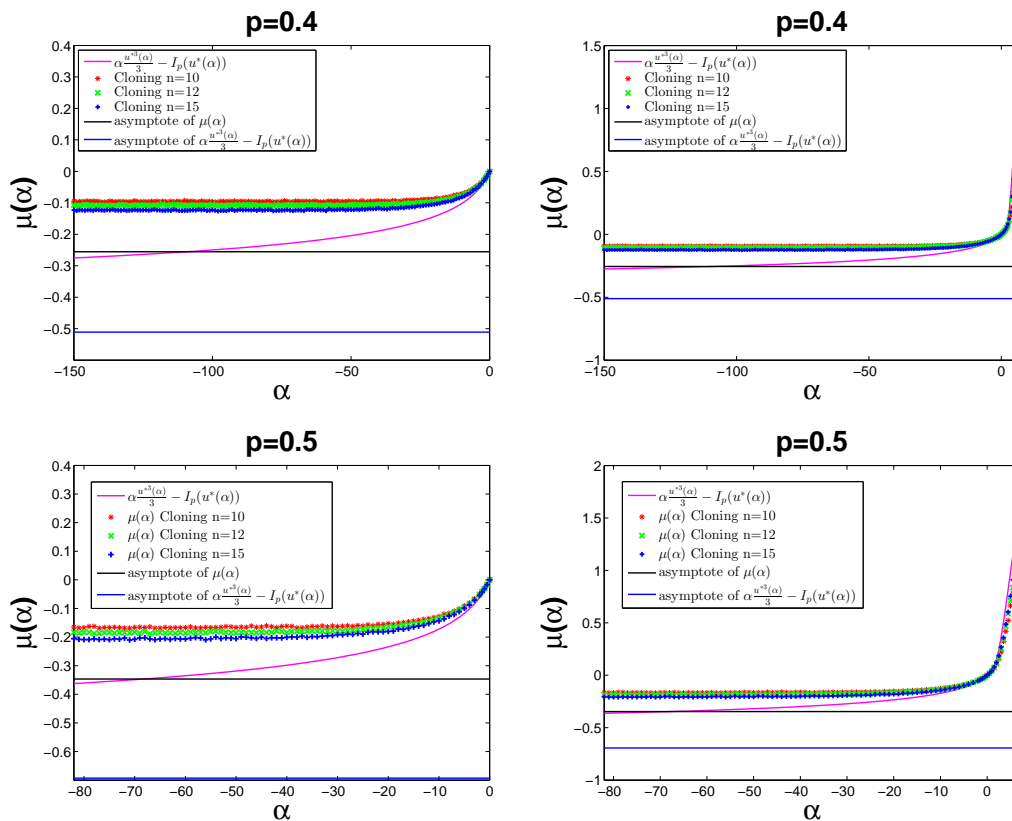 p=0.4
0.4
0.3
0.2
0.1
0
−0.1
−0.2
−0.3
−0.4
−0.5
−150
−100
−50
0
μ(α)
α
α u*³(α)/3 − I_p(u*(α))
Cloning n=10
Cloning n=12
Cloning n=15
asymptote of μ(α)
asymptote of α u*³(α)/3 − I_p(u*(α))
p=0.4
1.5
1
0.5
0
−0.5
−1
−150
−100
−50
0
μ(α)
α
α u*³(α)/3 − I_p(u*(α))
Cloning n=10
Cloning n=12
Cloning n=15
asymptote of μ(α)
asymptote of α u*³(α)/3 − I_p(u*(α))
p=0.5
0.4
0.3
0.2
0.1
0
−0.1
−0.2
−0.3
−0.4
−0.5
−0.6
−80
−70
−60
−50
−40
−30
−20
−10
0
μ(α)
α
α u*³(α)/3 − I_p(u*(α))
μ(α) Cloning n=10
μ(α) Cloning n=12
μ(α) Cloning n=15
asymptote of μ(α)
asymptote of α u*³(α)/3 − I_p(u*(α))
p=0.5
2
1.5
1
0.5
0
−0.5
−1
−80
−70
−60
−50
−40
−30
−20
−10
0
μ(α)
α
α u*³(α)/3 − I_p(u*(α))
μ(α) Cloning n=10
μ(α) Cloning n=12
μ(α) Cloning n=15
asymptote of μ(α)
asymptote of α u*³(α)/3 − I_p(u*(α))